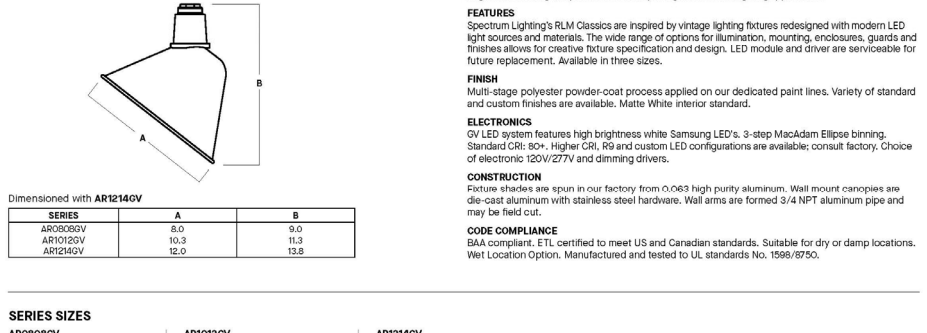 B
A
Dimensioned with AR1214GV
SERIES A B
AR0808GV 8.0 9.0
AR1012GV 10.3 11.3
AR1214GV 12.0 13.8
FEATURES
Spectrum Lighting's RLM Classics are inspired by vintage lighting fixtures redesigned with modern LED
light sources and materials. The wide range of options for illumination, mounting, enclosures, guards and
finishes allows for creative fixture specification and design. LED module and driver are serviceable for
future replacement. Available in three sizes.
FINISH
Multi-stage polyester powder-coat process applied on our dedicated paint lines. Variety of standard
and custom finishes are available. Matte White interior standard.
ELECTRONICS
GV LED system features high brightness white Samsung LED's. 3-step MacAdam Ellipse binning.
Standard CRI: 80+. Higher CRI, R9 and custom LED configurations are available; consult factory. Choice
of electronic 120V/277V and dimming drivers.
CONSTRUCTION
Fixture shades are spun in our factory from 0.063 high purity aluminum. Wall mount canopies are
die-cast aluminum with stainless steel hardware. Wall arms are formed 3/4 NPT aluminum pipe and
may be field cut.
CODE COMPLIANCE
BAA compliant. ETL certified to meet US and Canadian standards. Suitable for dry or damp locations.
Wet Location Option. Manufactured and tested to UL standards No. 1598/8750.
SERIES SIZES
AR0808GV AR1012GV AR1214GV